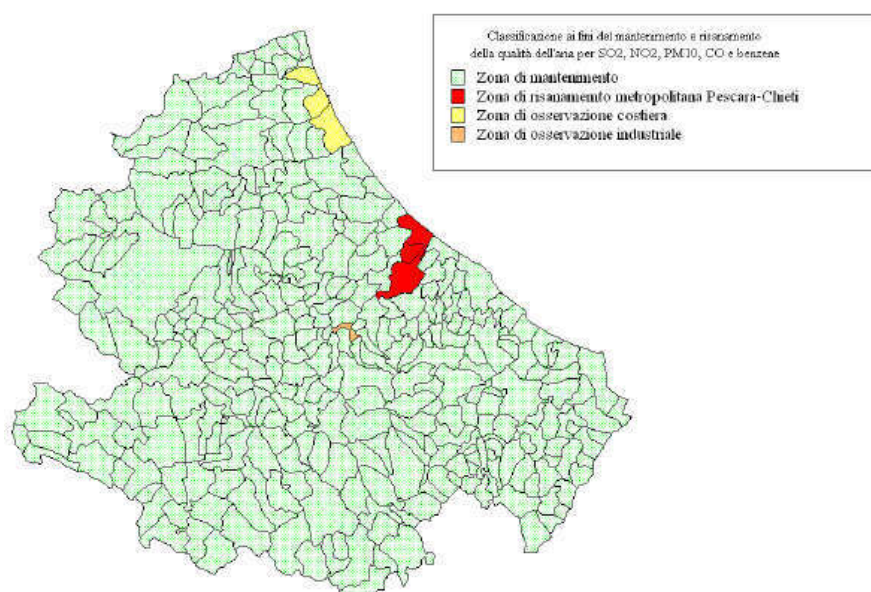 Classificazione ai fini del mantenimento e risanamento
della qualità dell'aria per SO2, NO2, PM10, CO e benzene
Zona di mantenimento
Zona di risanamemto metropolitana Pescara-Chieti
Zona di osservazione costiera
Zona di osservazione industriale